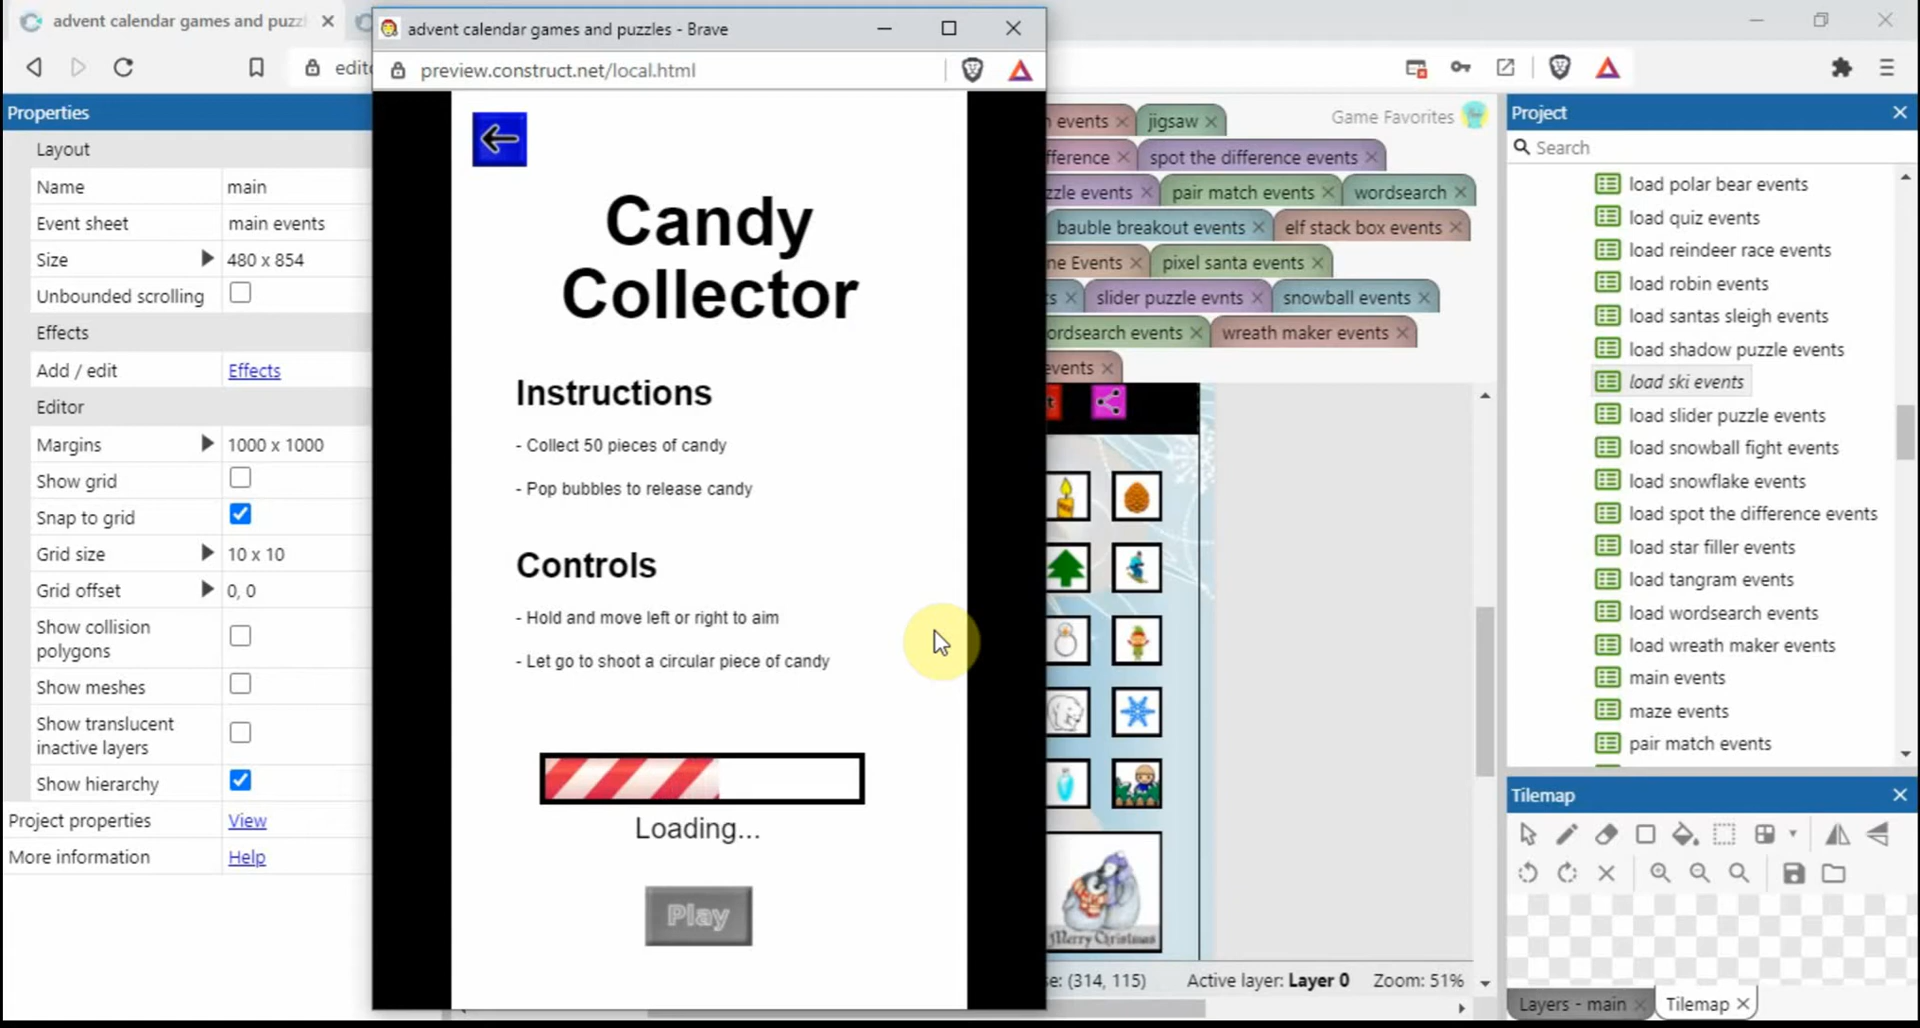 advent calendar games and puzz
advent calendar games and puzzles - Brave
preview.construct.net/local.html
Properties
Layout
Name main
Event sheet main events
Size 480 x 854
Unbounded scrolling
Effects
Add / edit Effects
Editor
Margins 1000 x 1000
Show grid
Snap to grid
Grid size 10 x 10
Grid offset 0, 0
Show collision
polygons
Show meshes
Show translucent
inactive layers
Show hierarchy
Project properties View
More information Help
Candy
Collector
Instructions
- Collect 50 pieces of candy
- Pop bubbles to release candy
Controls
- Hold and move left or right to aim
- Let go to shoot a circular piece of candy
Loading...
Play
events jigsaw
Game Favorites
fference spot the difference events
zzle events pair match events wordsearch
bauble breakout events elf stack box events
ne Events pixel santa events
ts slider puzzle evnts snowball events
ordsearch events wreath maker events
events
Merry Christmas
se: (314, 115) Active layer: Layer 0 Zoom: 51%
Project
Search
load polar bear events
load quiz events
load reindeer race events
load robin events
load santas sleigh events
load shadow puzzle events
load ski events
load slider puzzle events
load snowball fight events
load snowflake events
load spot the difference events
load star filler events
load tangram events
load wordsearch events
load wreath maker events
main events
maze events
pair match events
Tilemap
Layers - main Tilemap